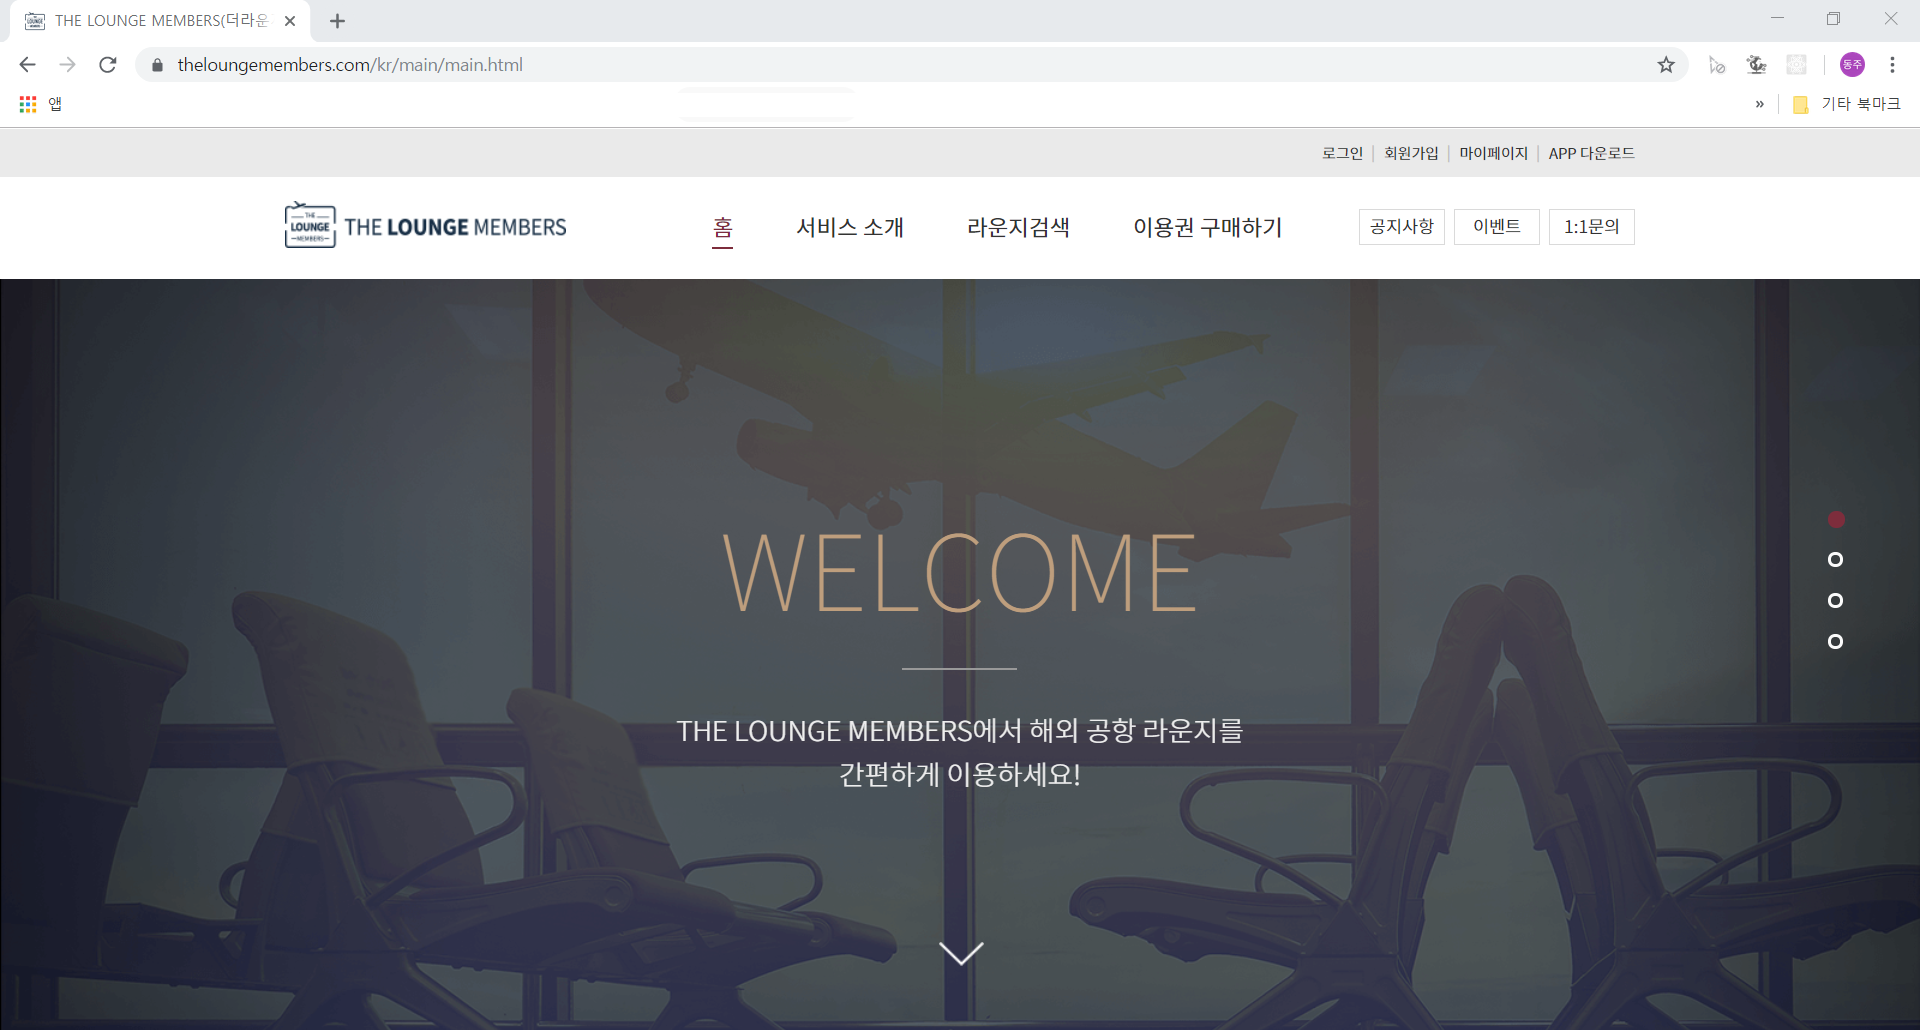 THE LOUNGE MEMBERS(더라운
theloungemembers.com/kr/main/main.html
동주
앱
» 기타 북마크
로그인 | 회원가입 | 마이페이지 | APP 다운로드
THE LOUNGE MEMBERS
THE LOUNGE MEMBERS
홈 서비스 소개 라운지검색 이용권 구매하기
공지사항 이벤트 1:1문의
WELCOME
THE LOUNGE MEMBERS에서 해외 공항 라운지를
간편하게 이용하세요!